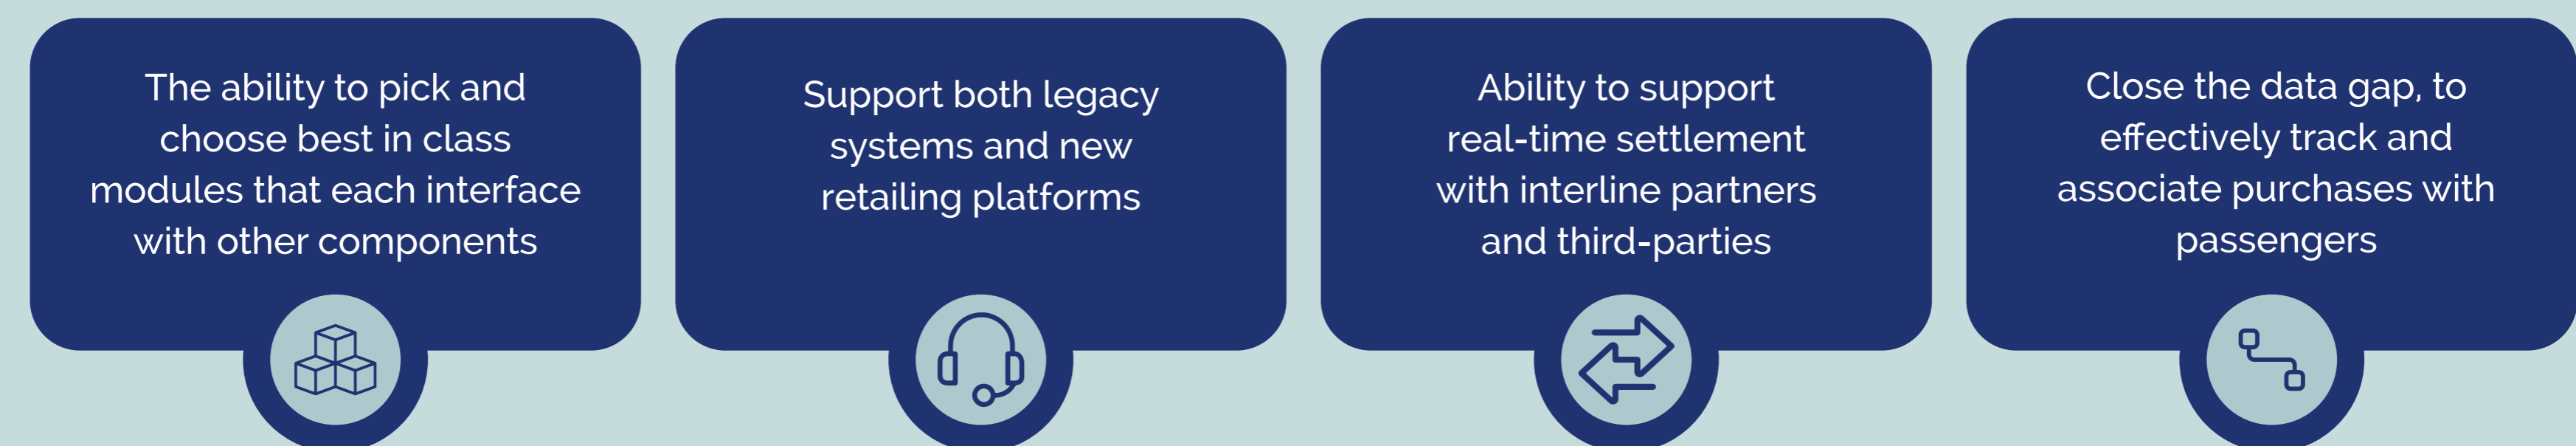 The ability to pick and
choose best in class
modules that each interface
with other components
Support both legacy
systems and new
retailing platforms
Ability to support
real-time settlement
with interline partners
and third-parties
Close the data gap, to
effectively track and
associate purchases with
passengers